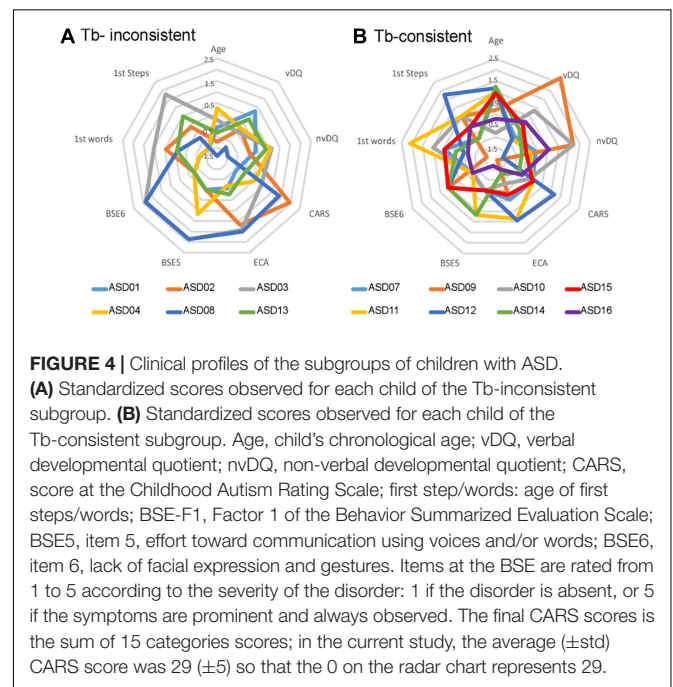 A Tb- inconsistent
B Tb-consistent
Age
2.5
1.5
0.5
1.5
vDQ
nvDQ
CARS
ECA
BSE5
BSE6
1st words
1st Steps
Age
2.5
1.5
0.5
-1.5
vDQ
nvDQ
CARS
ECA
BSE5
BSE6
1st words
1st Steps
ASD01 ASD02 ASD03
ASD04 ASD08 ASD13
ASD07 ASD09 ASD10 ASD15
ASD11 ASD12 ASD14 ASD16
FIGURE 4 | Clinical profiles of the subgroups of children with ASD.
(A) Standardized scores observed for each child of the Tb-inconsistent
subgroup. (B) Standardized scores observed for each child of the
Tb-consistent subgroup. Age, child's chronological age; vDQ, verbal
developmental quotient; nvDQ, non-verbal developmental quotient; CARS,
score at the Childhood Autism Rating Scale; first step/words: age of first
steps/words; BSE-F1, Factor 1 of the Behavior Summarized Evaluation Scale;
BSE5, item 5, effort toward communication using voices and/or words; BSE6,
item 6, lack of facial expression and gestures. Items at the BSE are rated from
1 to 5 according to the severity of the disorder: 1 if the disorder is absent, or 5
if the symptoms are prominent and always observed. The final CARS scores is
the sum of 15 categories scores; in the current study, the average (±std)
CARS score was 29 (±5) so that the 0 on the radar chart represents 29.